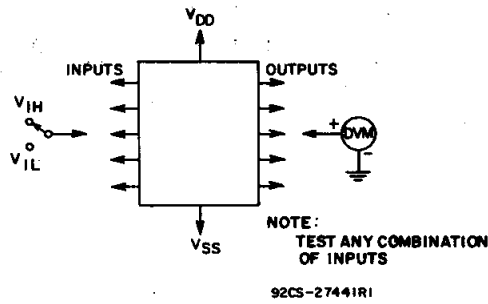 VDD
INPUTS
OUTPUTS
VIH
VIL
+
DVM
-
VSS
NOTE:
TEST ANY COMBINATION
OF INPUTS
92CS-27441R1